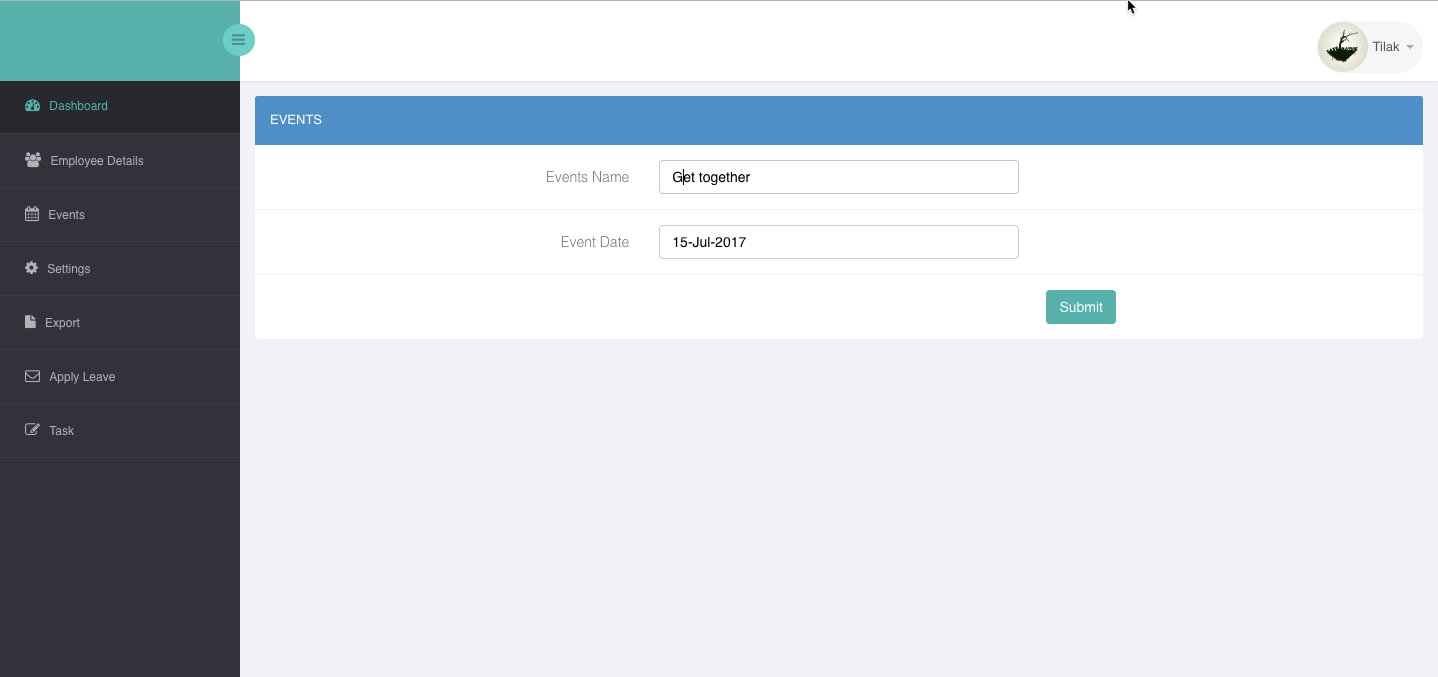 Tilak
Dashboard
Employee Details
Events
Settings
Export
Apply Leave
Task
EVENTS
Events Name
Get together
Event Date
15-Jul-2017
Submit